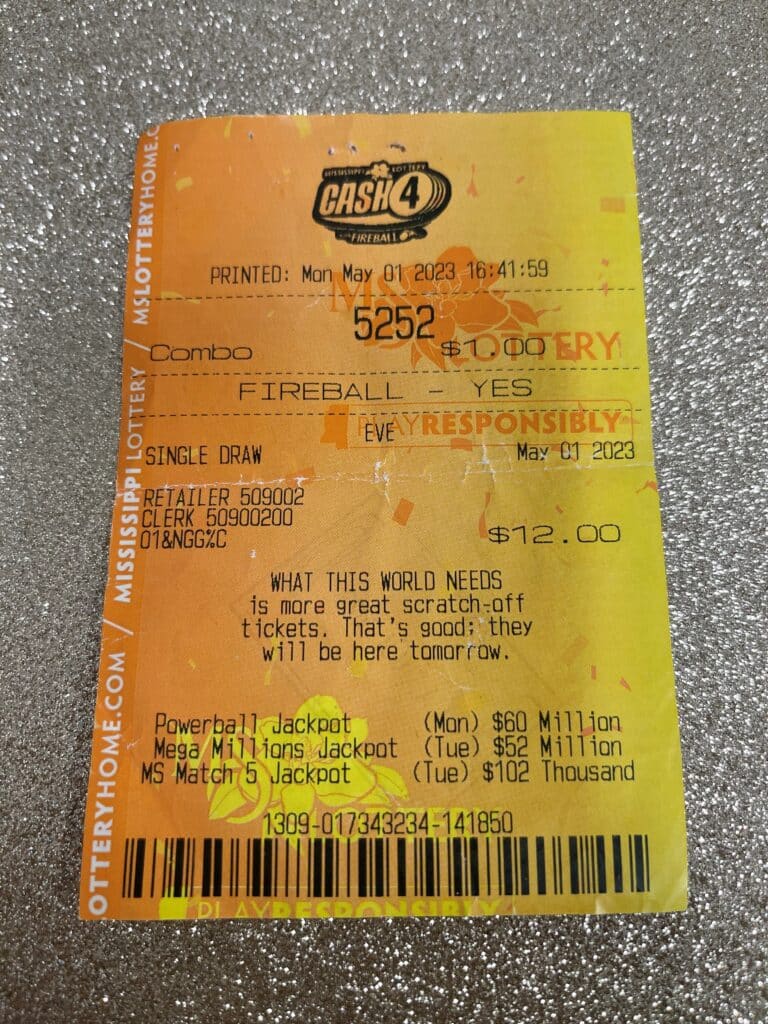 MISSISSIPPI LOTTERY
CASH 4
FIREBALL
PRINTED: Mon May 01 2023 16:41:59
MS
5252
LOTTERY
Combo $1.00
FIREBALL - YES
PLAY RESPONSIBLY
EVE
SINGLE DRAW May 01 2023
RETAILER 509002
CLERK 50900200
01&NGG%C $12.00
WHAT THIS WORLD NEEDS
is more great scratch-off
tickets. That's good; they
will be here tomorrow.
Powerball Jackpot (Mon) $60 Million
Mega Millions Jackpot (Tue) $52 Million
MS Match 5 Jackpot (Tue) $102 Thousand
MS
1309-017343234-141850
PLAY RESPONSIBLY
OTTERYHOME.COM / MISSISSIPPI LOTTERY / MSLOTTERYHOME.C